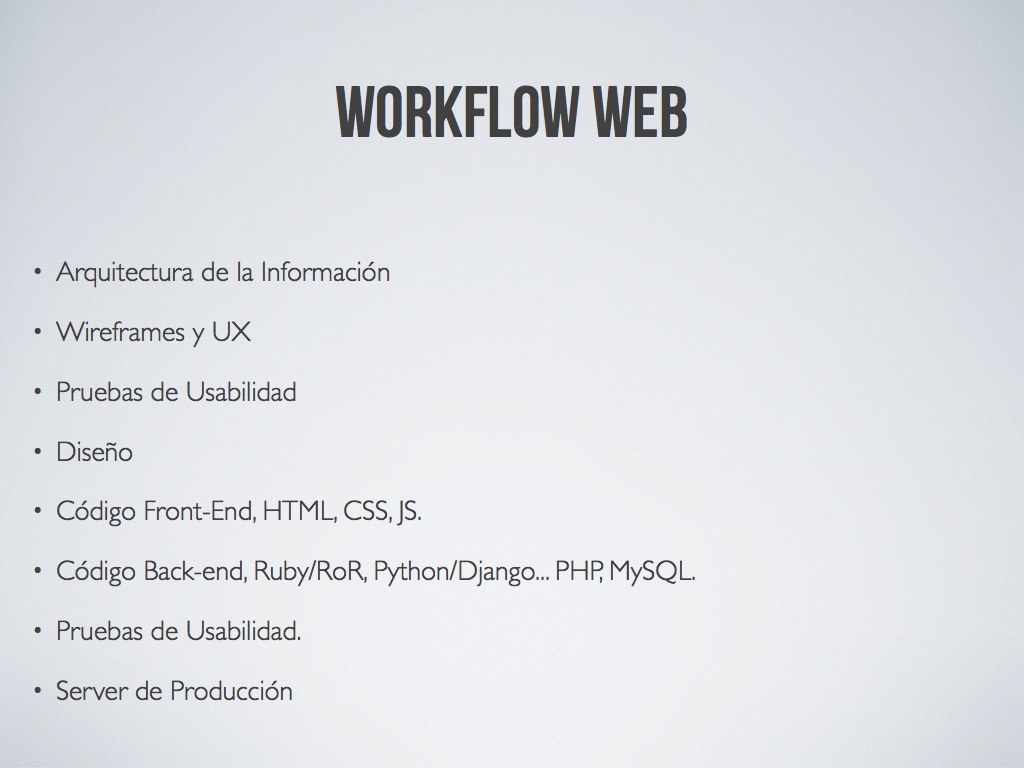 WORKFLOW WEB
• Arquitectura de la Información
• Wireframes y UX
• Pruebas de Usabilidad
• Diseño
• Código Front-End, HTML, CSS, JS.
• Código Back-end, Ruby/RoR, Python/Django... PHP, MySQL.
• Pruebas de Usabilidad.
• Server de Producción